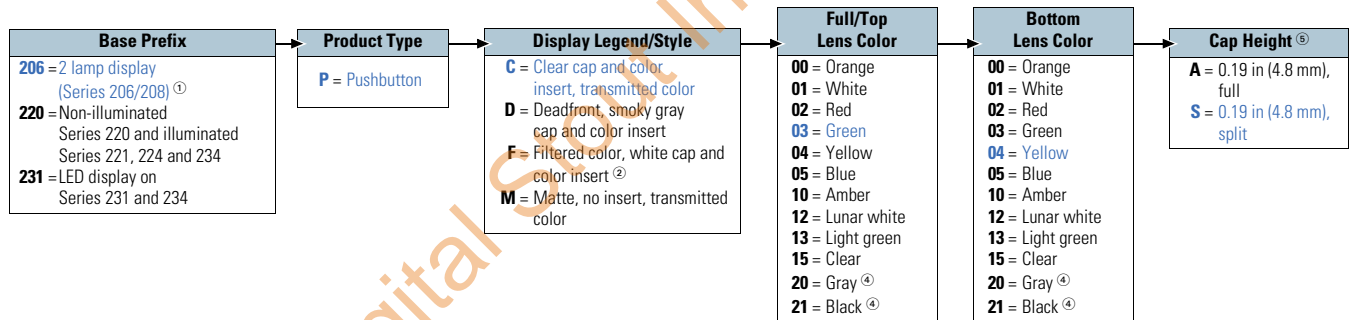 Base Prefix
206 = 2 lamp display
(Series 206/208) ①
220 = Non-illuminated
Series 220 and illuminated
Series 221, 224 and 234
231 = LED display on
Series 231 and 234
Product Type
P = Pushbutton
Display Legend/Style
C = Clear cap and color
insert, transmitted color
D = Deadfront, smoky gray
cap and color insert
F = Filtered color, white cap and
color insert ②
M = Matte, no insert, transmitted
color
Full/Top
Lens Color
00 = Orange
01 = White
02 = Red
03 = Green
04 = Yellow
05 = Blue
10 = Amber
12 = Lunar white
13 = Light green
15 = Clear
20 = Gray ④
21 = Black ④
Bottom
Lens Color
00 = Orange
01 = White
02 = Red
03 = Green
04 = Yellow
05 = Blue
10 = Amber
12 = Lunar white
13 = Light green
15 = Clear
20 = Gray ④
21 = Black ④
Cap Height ⑤
A = 0.19 in (4.8 mm),
full
S = 0.19 in (4.8 mm),
split